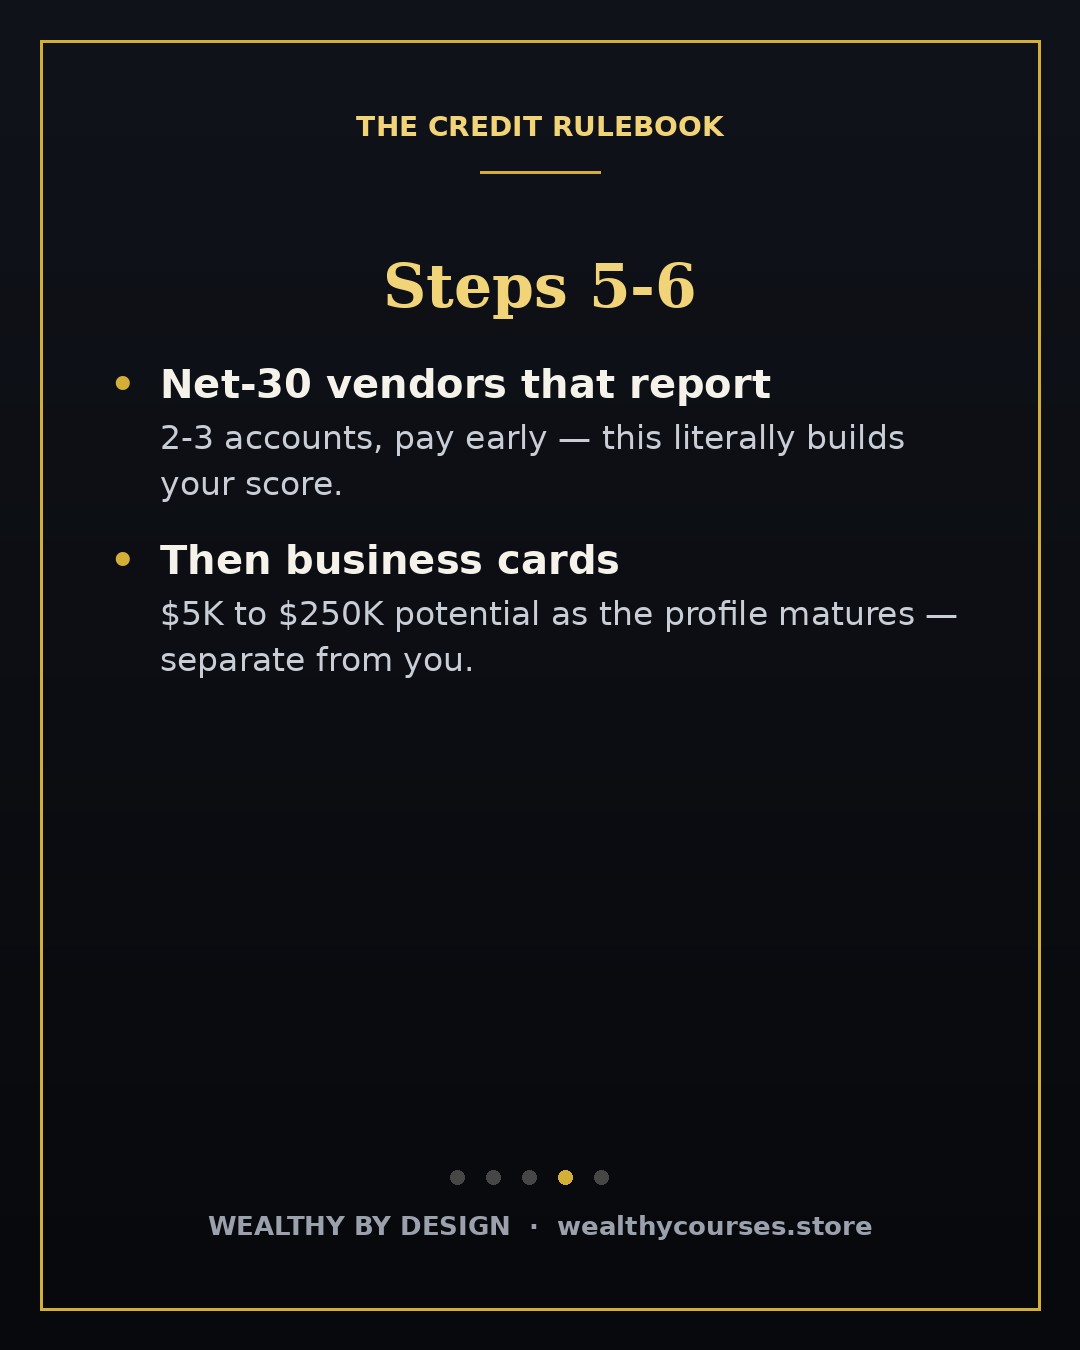 THE CREDIT RULEBOOK
Steps 5-6
• Net-30 vendors that report
2-3 accounts, pay early — this literally builds
your score.
• Then business cards
$5K to $250K potential as the profile matures —
separate from you.
WEALTHY BY DESIGN · wealthycourses.store